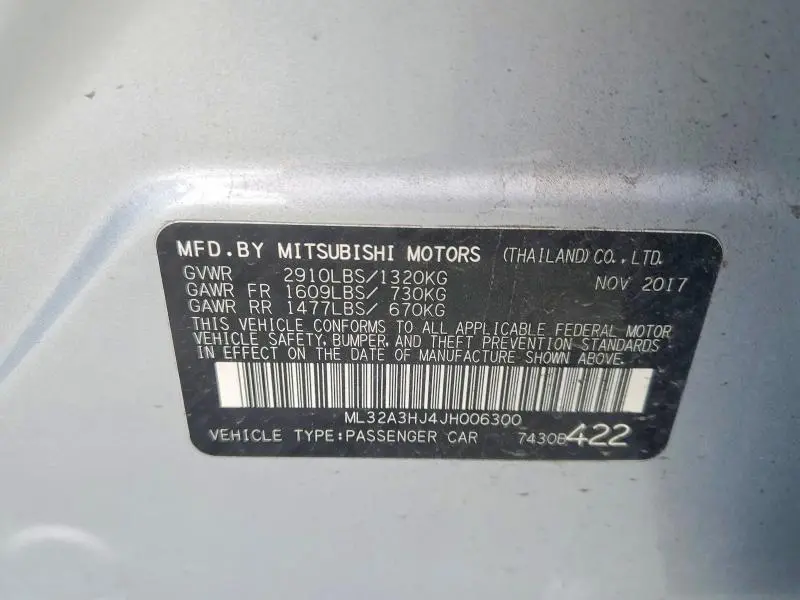 MFD.BY MITSUBISHI MOTORS (THAILAND) CO., LTD.
GVWR 2910LBS/1320KG NOV 2017
GAWR FR 1609LBS/ 730KG
GAWR RR 1477LBS/ 670KG
THIS VEHICLE CONFORMS TO ALL APPLICABLE FEDERAL MOTOR
VEHICLE SAFETY, BUMPER, AND THEFT PREVENTION STANDARDS
IN EFFECT ON THE DATE OF MANUFACTURE SHOWN ABOVE.
ML32A3HJ4JH006300
VEHICLE TYPE:PASSENGER CAR 7430B422